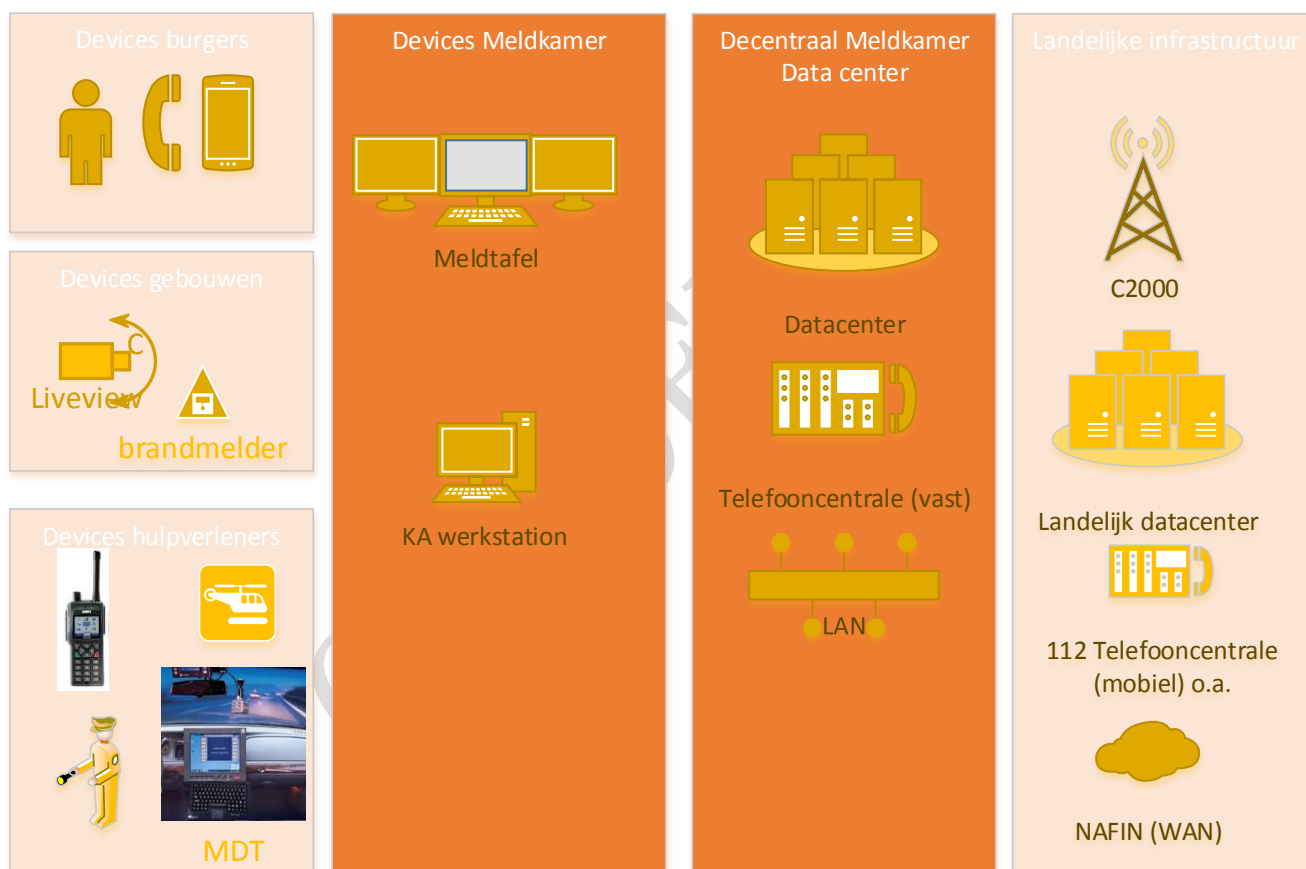 Devices burgers
Devices gebouwen
C
Liveview
brandmelder
Devices hulpverleners
MDT
Devices Meldkamer
Meldtafel
KA werkstation
Decentraal Meldkamer
Data center
Datacenter
Telefooncentrale (vast)
LAN
Landelijke infrastructuur
C2000
Landelijk datacenter
112 Telefooncentrale
(mobiel) o.a.
NAFIN (WAN)